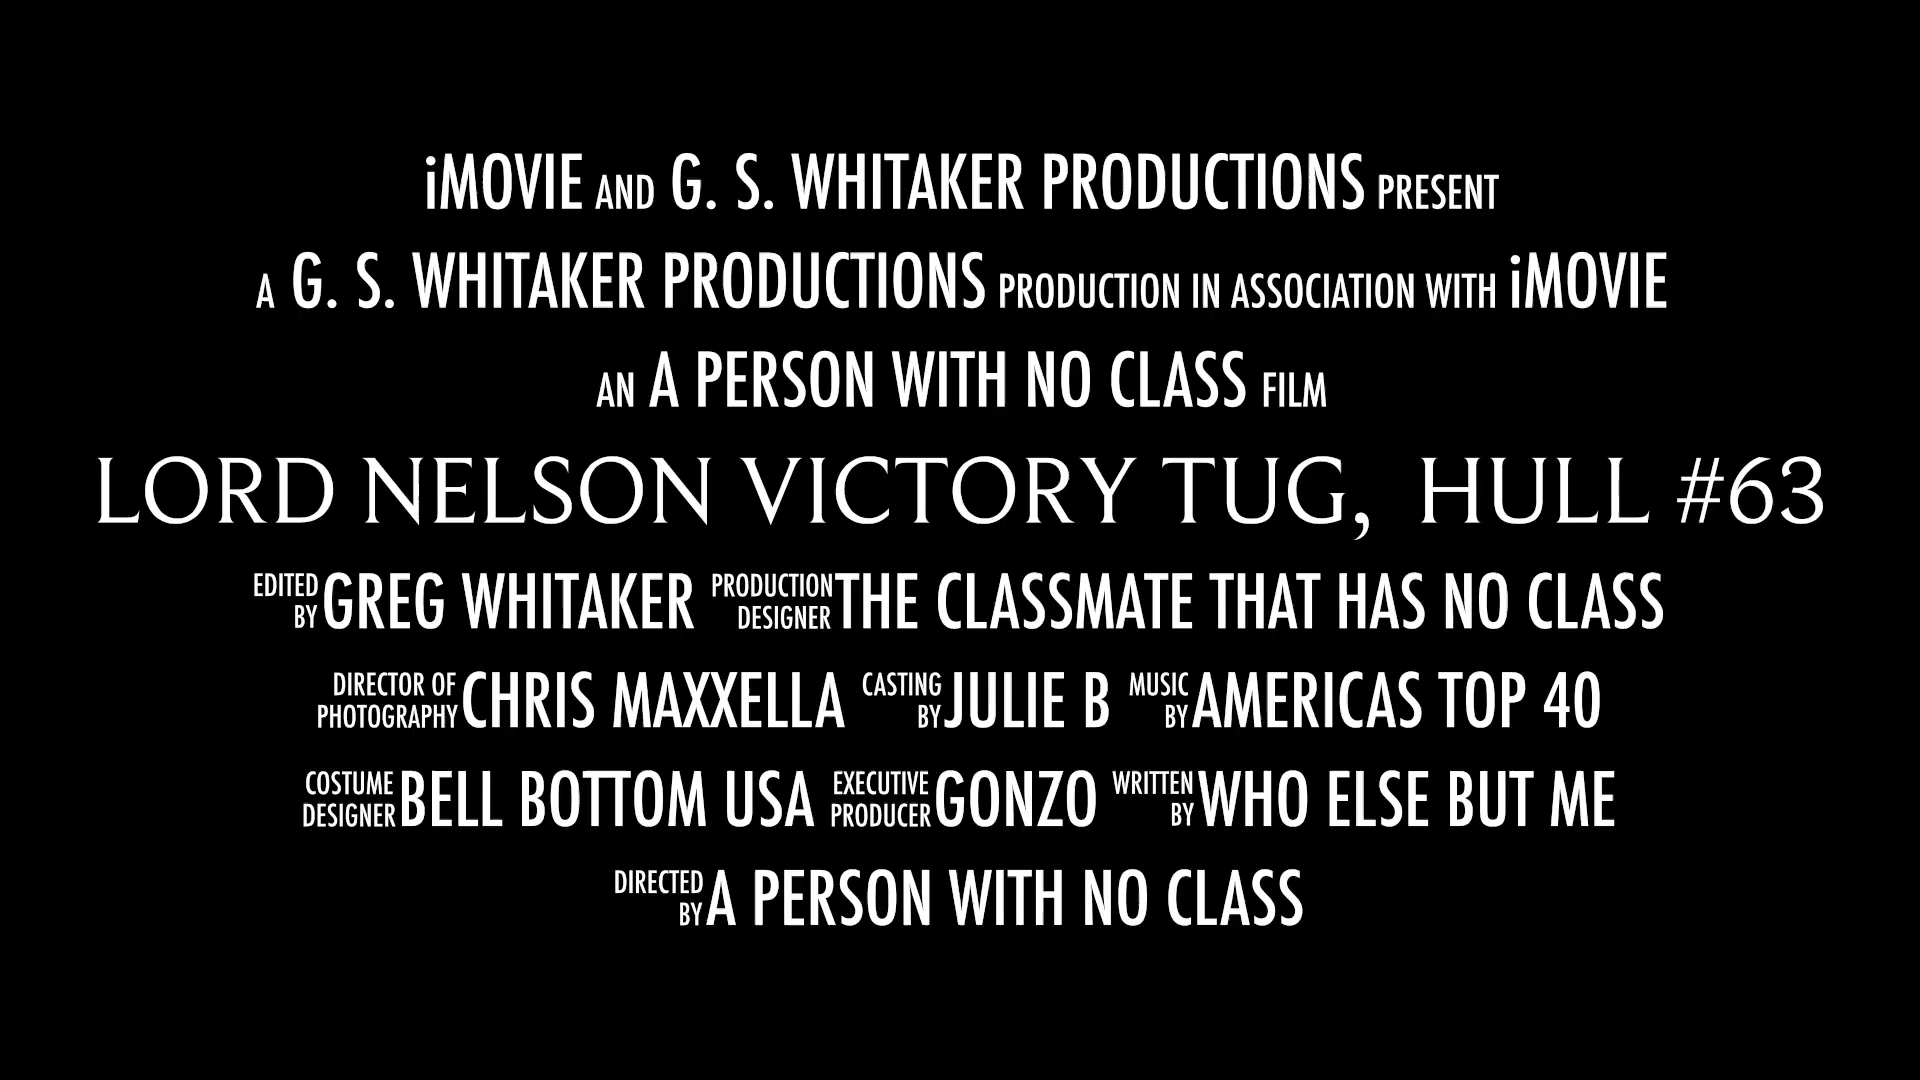 iMOVIE AND G. S. WHITAKER PRODUCTIONS PRESENT
A G. S. WHITAKER PRODUCTIONS PRODUCTION IN ASSOCIATION WITH iMOVIE
AN A PERSON WITH NO CLASS FILM
LORD NELSON VICTORY TUG, HULL #63
EDITED BY GREG WHITAKER PRODUCTION DESIGNER THE CLASSMATE THAT HAS NO CLASS
DIRECTOR OF PHOTOGRAPHY CHRIS MAXXELLA CASTING BY JULIE B MUSIC BY AMERICAS TOP 40
COSTUME DESIGNER BELL BOTTOM USA EXECUTIVE PRODUCER GONZO WRITTEN BY WHO ELSE BUT ME
DIRECTED BY A PERSON WITH NO CLASS